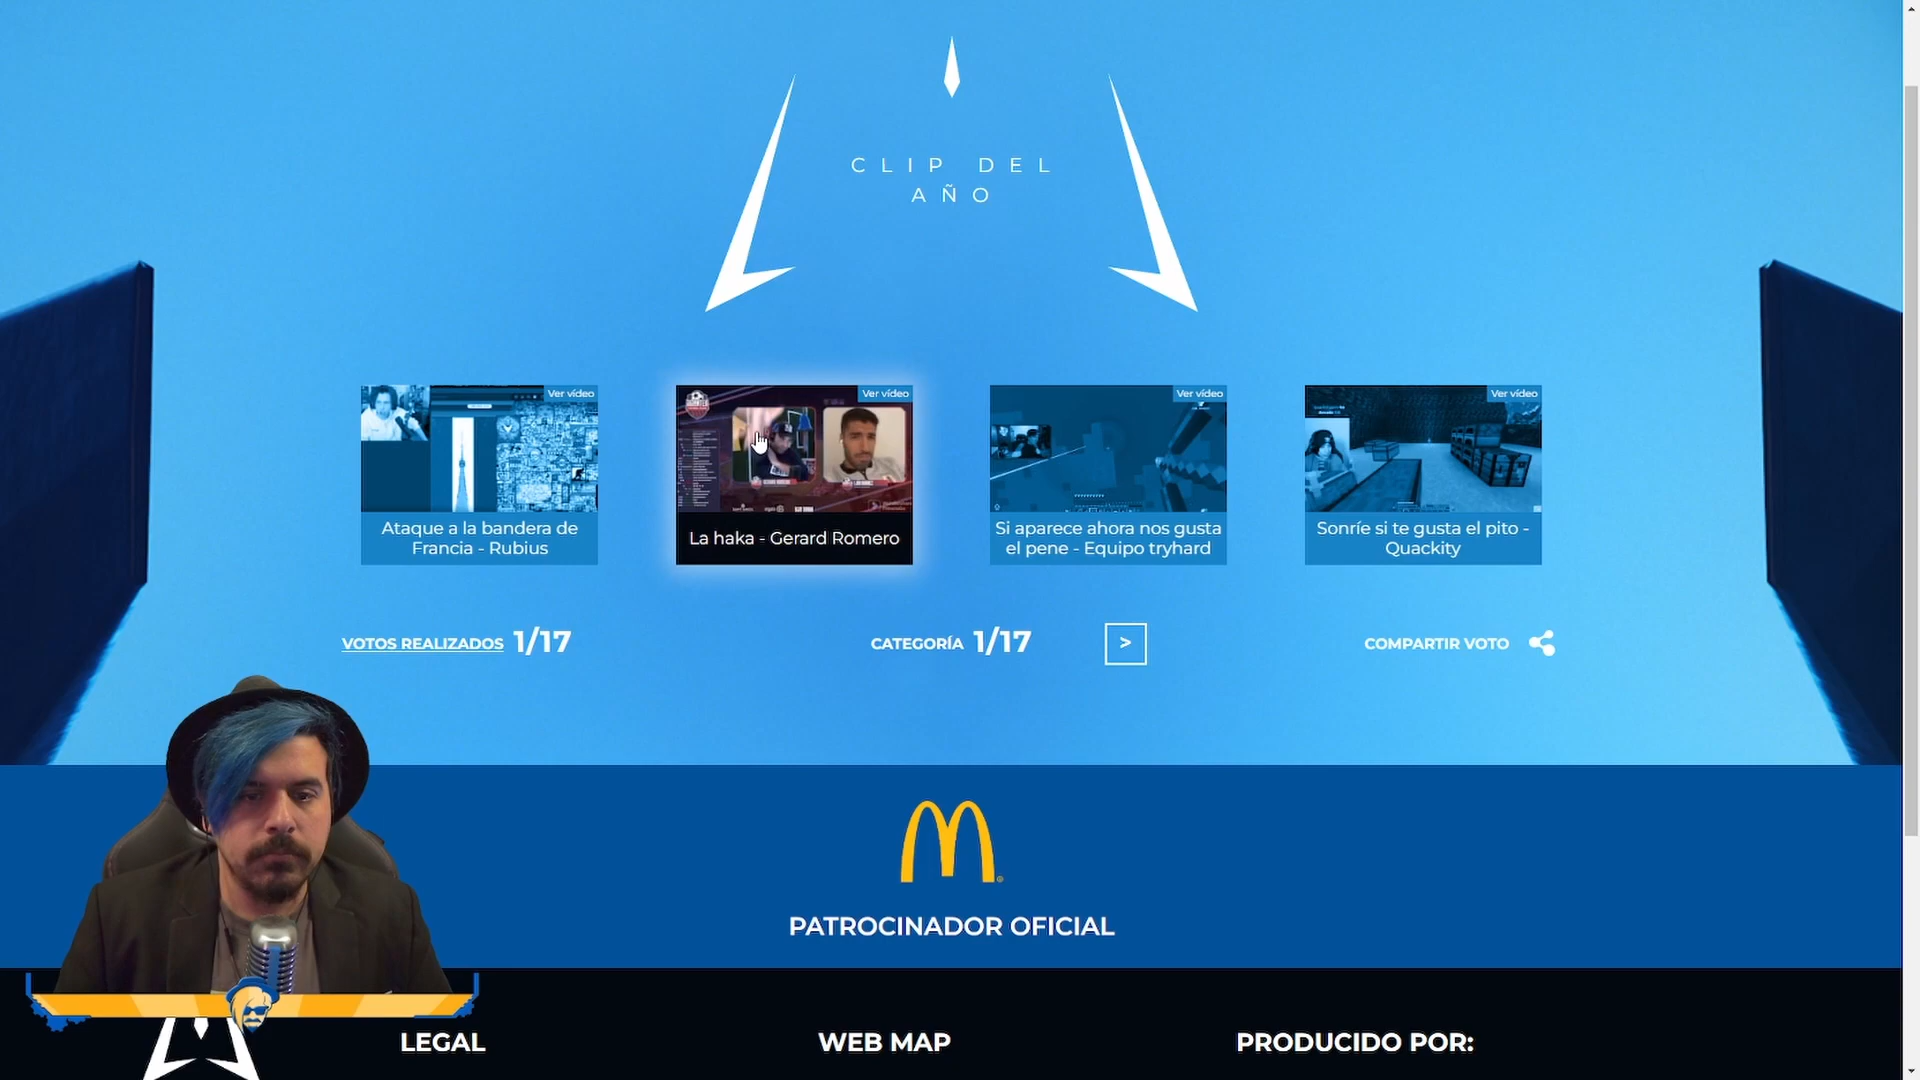 CLIP DEL
AÑO
Ver vídeo
Ver vídeo
Ver vídeo
Ver vídeo
Ataque a la bandera de
Francia - Rubius
La haka - Gerard Romero
Si aparece ahora nos gusta
el pene - Equipo tryhard
Sonríe si te gusta el pito -
Quackity
VOTOS REALIZADOS 1/17
CATEGORÍA 1/17
>
COMPARTIR VOTO
PATROCINADOR OFICIAL
LEGAL
WEB MAP
PRODUCIDO POR: